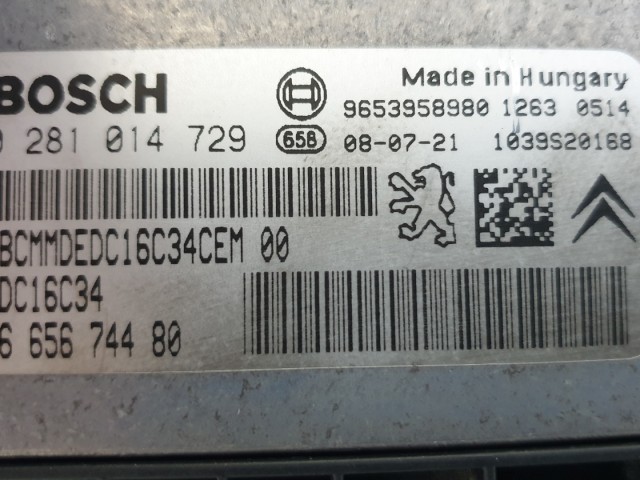 BOSCH
Made in Hungary
9653958980 1263 0514
0 281 014 729
658
08-07-21 1039S20168
BCMMDEDC16C34CEM 00
DC16C34
6 656 744 80